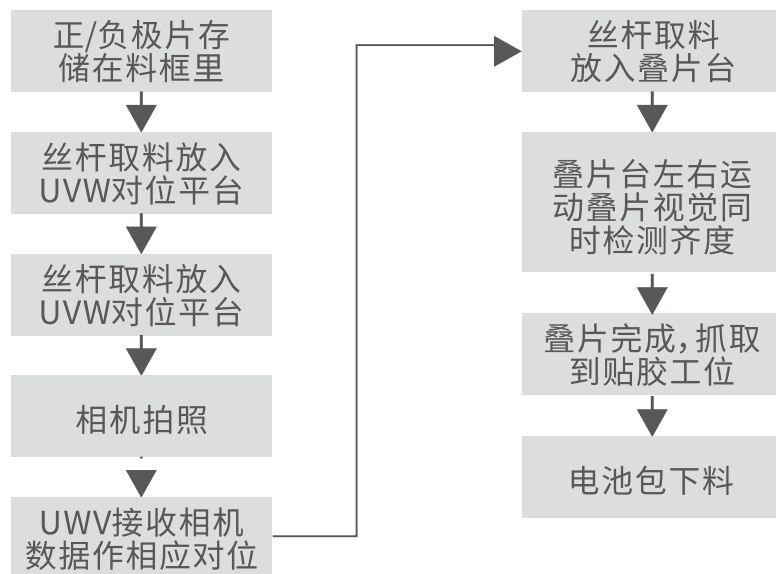 正/负极片存
储在料框里
丝杆取料放入
UVW对位平台
丝杆取料放入
UVW对位平台
相机拍照
UWV接收相机
数据作相应对位
丝杆取料
放入叠片台
叠片台左右运
动叠片视觉同
时检测齐度
叠片完成，抓取
到贴胶工位
电池包下料